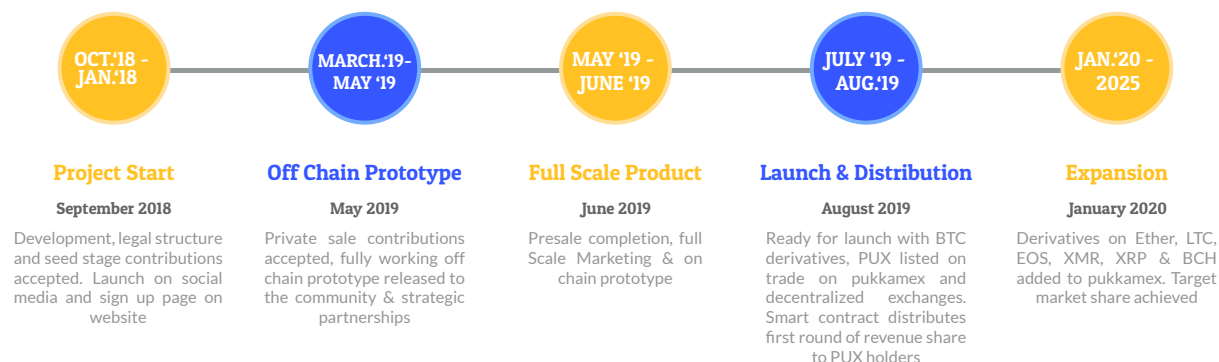 OCT.‘18 -
JAN.‘18
MARCH.‘19-
MAY ‘19
MAY ‘19 -
JUNE ‘19
JULY ‘19 -
AUG.‘19
JAN.‘20 -
2025
Project Start
September 2018
Development, legal structure
and seed stage contributions
accepted. Launch on social
media and sign up page on
website
Off Chain Prototype
May 2019
Private sale contributions
accepted, fully working off
chain prototype released to
the community & strategic
partnerships
Full Scale Product
June 2019
Presale completion, full
Scale Marketing & on
chain prototype
Launch & Distribution
August 2019
Ready for launch with BTC
derivatives, PUX listed on
trade on pukkamex and
decentralized exchanges.
Smart contract distributes
first round of revenue share
to PUX holders
Expansion
January 2020
Derivatives on Ether, LTC,
EOS, XMR, XRP & BCH
added to pukkamex. Target
market share achieved